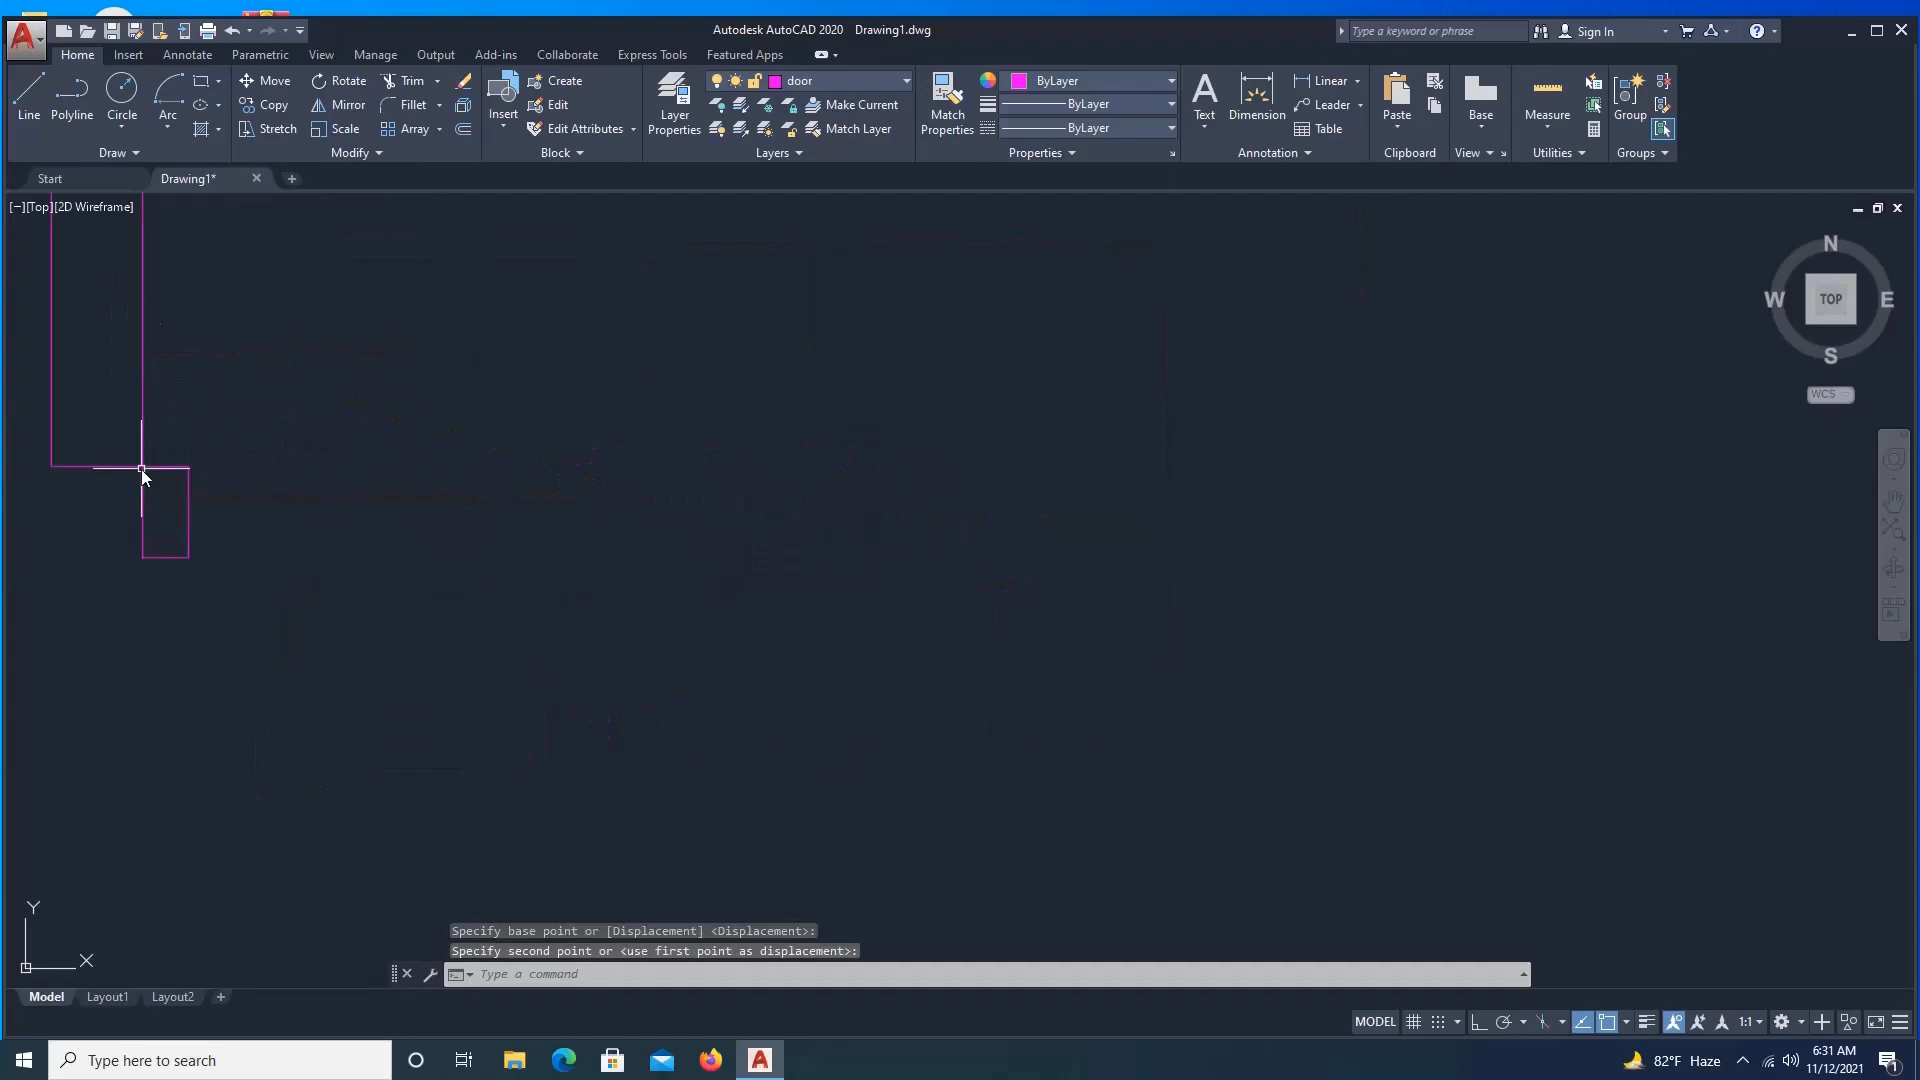 Autodesk AutoCAD 2020 Drawing1.dwg
Type a keyword or phrase
Sign In
Home Insert Annotate Parametric View Manage Output Add-ins Collaborate Express Tools Featured Apps
Line Polyline Circle Arc
Move Rotate Trim
Copy Mirror Fillet
Stretch Scale Array
Insert
Create
Edit
Edit Attributes
Layer Properties
door
Make Current
Match Layer
Match Properties
ByLayer
ByLayer
ByLayer
Text Dimension
Linear
Leader
Table
Paste Base Measure Group
Draw Modify Block Layers Properties Annotation Clipboard View Utilities Groups
Start Drawing1*
[−][Top][2D Wireframe]
N
W TOP E
S
WCS
Y
X
Specify base point or [Displacement] <Displacement>:
Specify second point or <use first point as displacement>:
Type a command
Model Layout1 Layout2
MODEL 1:1
Type here to search
82°F Haze
6:31 AM
11/12/2021
1